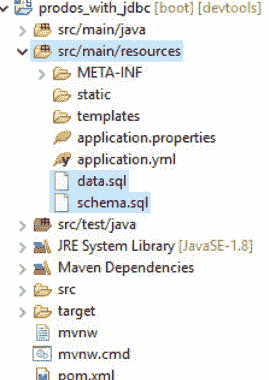 prodos_with_jdbc [boot] [devtools]
src/main/java
src/main/resources
META-INF
static
templates
application.properties
application.yml
data.sql
schema.sql
src/test/java
JRE System Library [JavaSE-1.8]
Maven Dependencies
src
target
mvnw
mvnw.cmd
pom.xml